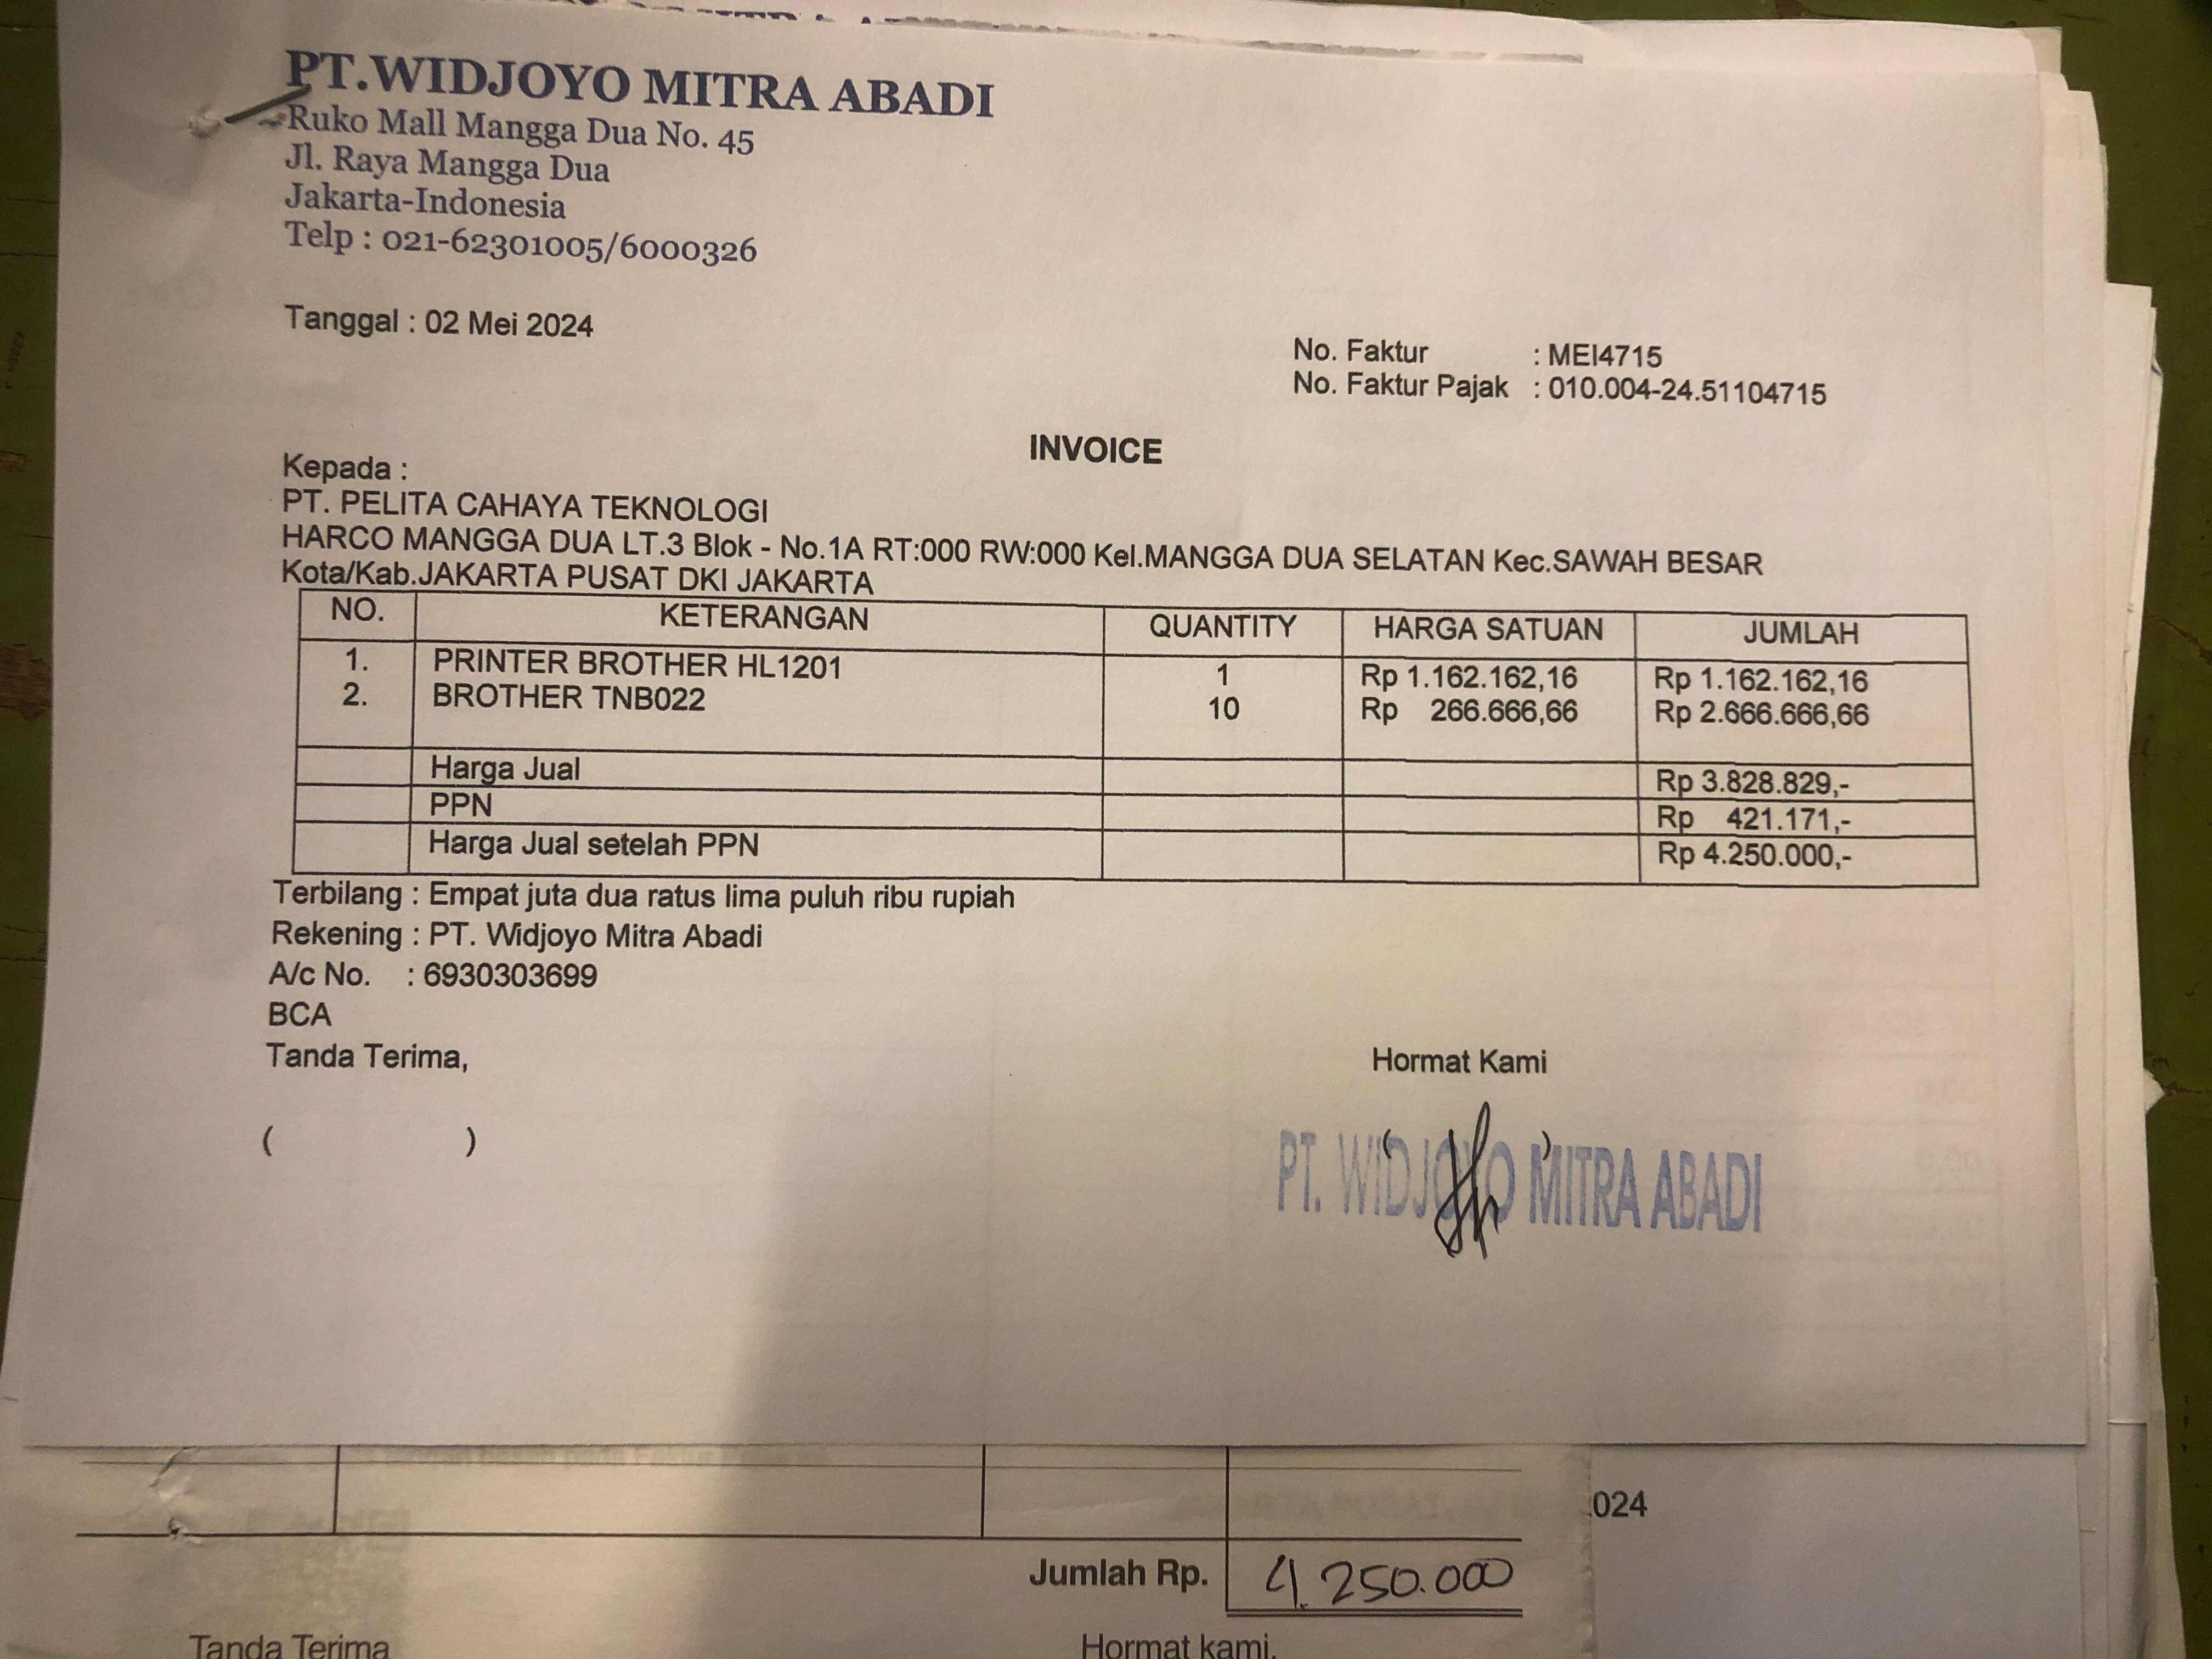 PT.WIDJOYO MITRA ABADI
Ruko Mall Mangga Dua No. 45
Jl. Raya Mangga Dua
Jakarta-Indonesia
Telp : 021-62301005/6000326
Tanggal : 02 Mei 2024
No. Faktur : MEI4715
No. Faktur Pajak : 010.004-24.51104715
INVOICE
Kepada :
PT. PELITA CAHAYA TEKNOLOGI
HARCO MANGGA DUA LT.3 Blok - No.1A RT:000 RW:000 Kel.MANGGA DUA SELATAN Kec.SAWAH BESAR
Kota/Kab.JAKARTA PUSAT DKI JAKARTA
NO. KETERANGAN QUANTITY HARGA SATUAN JUMLAH
1. PRINTER BROTHER HL1201 1 Rp 1.162.162,16 Rp 1.162.162,16
2. BROTHER TNB022 10 Rp 266.666,66 Rp 2.666.666,66
Harga Jual Rp 3.828.829,-
PPN Rp 421.171,-
Harga Jual setelah PPN Rp 4.250.000,-
Terbilang : Empat juta dua ratus lima puluh ribu rupiah
Rekening : PT. Widjoyo Mitra Abadi
A/c No. : 6930303699
BCA
Tanda Terima, Hormat Kami
( ) ( )
PT. WIDJOYO MITRA ABADI
024
Jumlah Rp. 4.250.000
Tanda Terima Hormat kami,